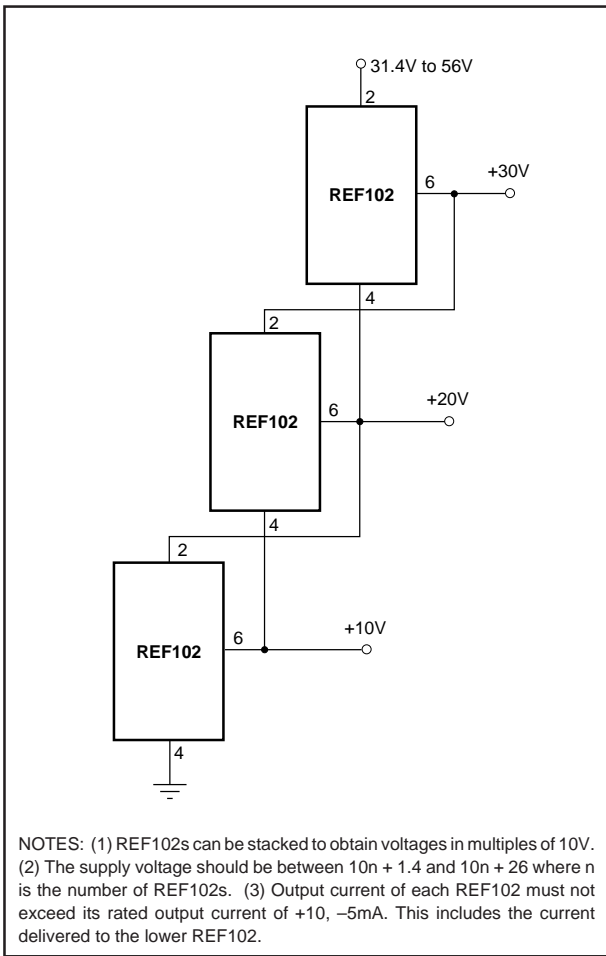 31.4V to 56V
2
REF102
6
+30V
4
2
REF102
6
+20V
4
2
REF102
6
+10V
4
NOTES: (1) REF102s can be stacked to obtain voltages in multiples of 10V.
(2) The supply voltage should be between 10n + 1.4 and 10n + 26 where n
is the number of REF102s. (3) Output current of each REF102 must not
exceed its rated output current of +10, –5mA. This includes the current
delivered to the lower REF102.